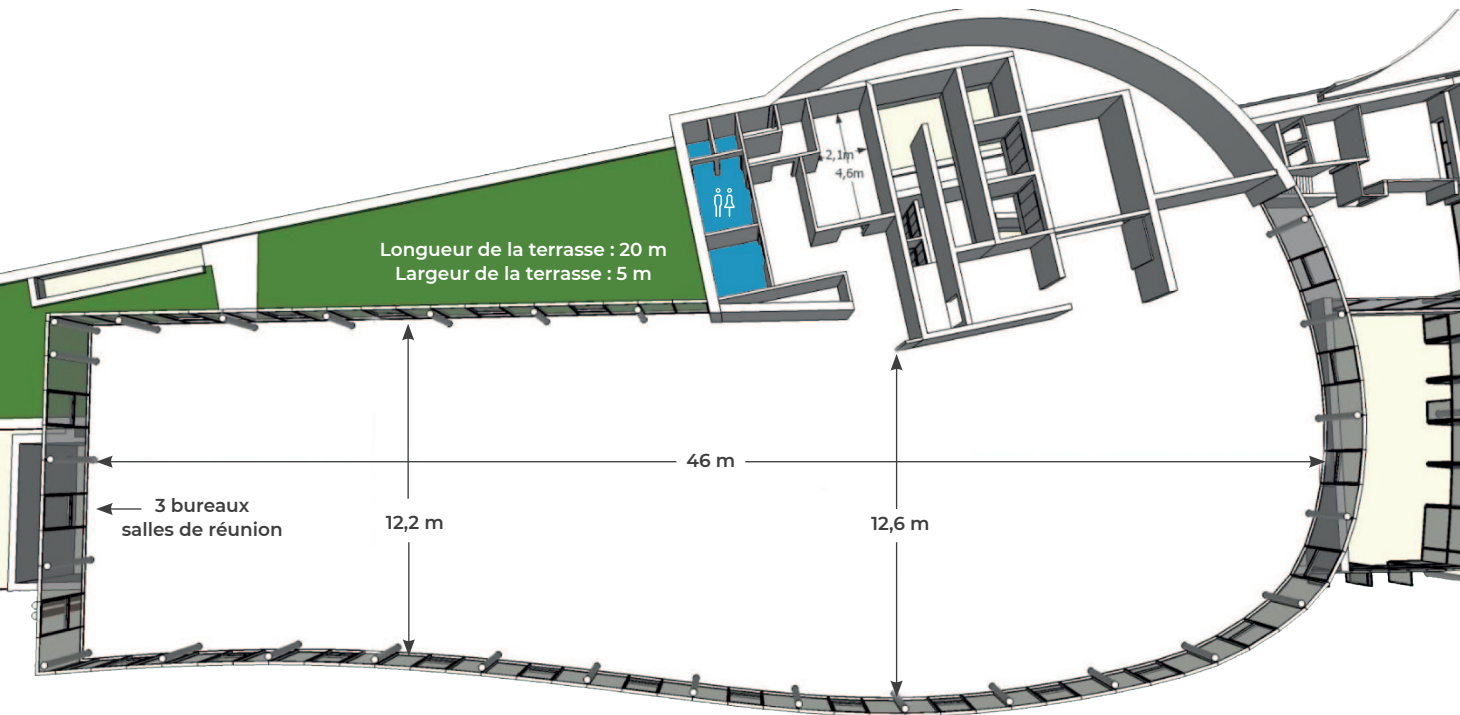 2,1m
4,6m
Longueur de la terrasse : 20 m
Largeur de la terrasse : 5 m
46 m
3 bureaux
salles de réunion
12,2 m
12,6 m